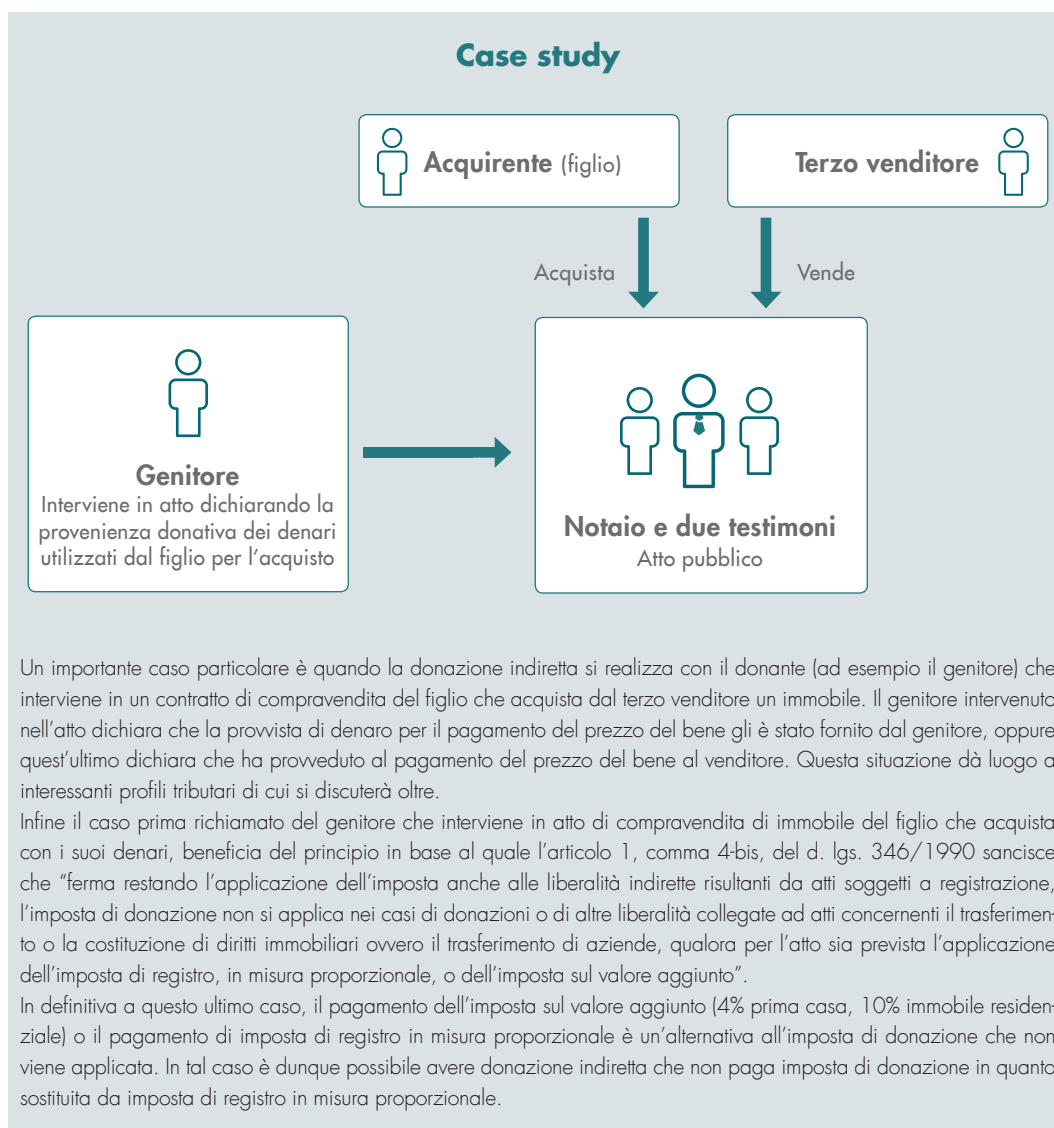 Case study
Acquirente (figlio)
Terzo venditore
Acquista
Vende
Genitore
Interviene in atto dichiarando la
provenienza donativa dei denari
utilizzati dal figlio per l'acquisto
Notaio e due testimoni
Atto pubblico
Un importante caso particolare è quando la donazione indiretta si realizza con il donante (ad esempio il genitore) che
interviene in un contratto di compravendita del figlio che acquista dal terzo venditore un immobile. Il genitore intervenuto
nell'atto dichiara che la provvista di denaro per il pagamento del prezzo del bene gli è stato fornito dal genitore, oppure
quest'ultimo dichiara che ha provveduto al pagamento del prezzo del bene al venditore. Questa situazione dà luogo a
interessanti profili tributari di cui si discuterà oltre.
Infine il caso prima richiamato del genitore che interviene in atto di compravendita di immobile del figlio che acquista
con i suoi denari, beneficia del principio in base al quale l'articolo 1, comma 4-bis, del d. lgs. 346/1990 sancisce
che "ferma restando l'applicazione dell'imposta anche alle liberalità indirette risultanti da atti soggetti a registrazione,
l'imposta di donazione non si applica nei casi di donazioni o di altre liberalità collegate ad atti concernenti il trasferimen-
to o la costituzione di diritti immobiliari ovvero il trasferimento di aziende, qualora per l'atto sia prevista l'applicazione
dell'imposta di registro, in misura proporzionale, o dell'imposta sul valore aggiunto".
In definitiva a questo ultimo caso, il pagamento dell'imposta sul valore aggiunto (4% prima casa, 10% immobile residen-
ziale) o il pagamento di imposta di registro in misura proporzionale è un'alternativa all'imposta di donazione che non
viene applicata. In tal caso è dunque possibile avere donazione indiretta che non paga imposta di donazione in quanto
sostituita da imposta di registro in misura proporzionale.